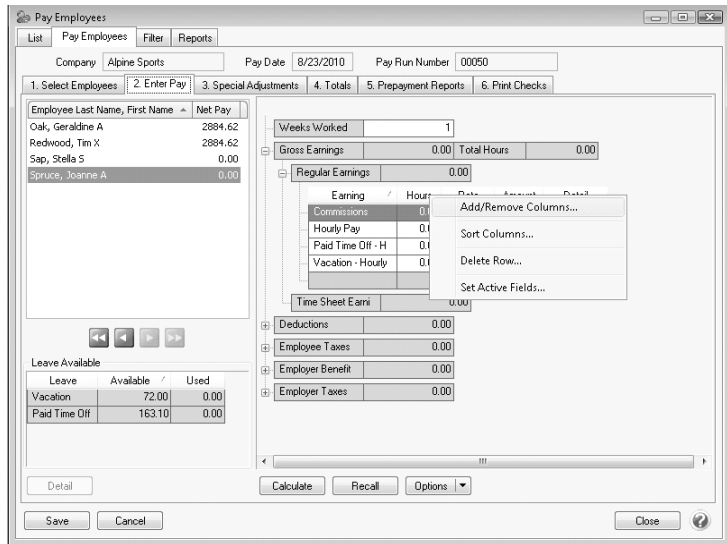 Pay Employees
List Pay Employees Filter Reports
Company Alpine Sports Pay Date 8/23/2010 Pay Run Number 00050
1. Select Employees 2. Enter Pay 3. Special Adjustments 4. Totals 5. Prepayment Reports 6. Print Checks
Employee Last Name, First Name Net Pay
Oak, Geraldine A 2884.62
Redwood, Tim X 2884.62
Sap, Stella S 0.00
Spruce, Joanne A 0.00
Leave Available
Leave Available Used
Vacation 72.00 0.00
Paid Time Off 163.10 0.00
Detail
Weeks Worked 1
Gross Earnings 0.00 Total Hours 0.00
Regular Earnings 0.00
Earning Hours
Commissions
Hourly Pay
Paid Time Off - H
Vacation - Hourly
Add/Remove Columns...
Sort Columns...
Delete Row...
Set Active Fields...
Time Sheet Earni 0.00
Deductions 0.00
Employee Taxes 0.00
Employer Benefit 0.00
Employer Taxes 0.00
Calculate Recall Options
Save Cancel Close ?